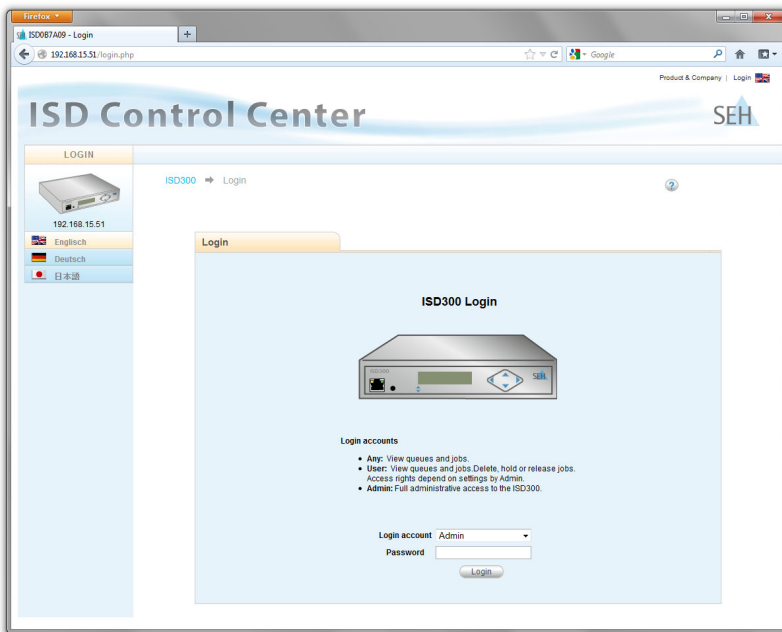 Firefox
ISD0B7A09 - Login
192.168.15.51/login.php
Google
Product & Company | Login
ISD Control Center
SEH
LOGIN
ISD300 Login
192.168.15.51
Englisch
Deutsch
日本語
Login
ISD300 Login
ISD300
SEH
Login accounts
Any: View queues and jobs.
User: View queues and jobs.Delete, hold or release jobs.
Access rights depend on settings by Admin.
Admin: Full administrative access to the ISD300.
Login account Admin
Password
Login